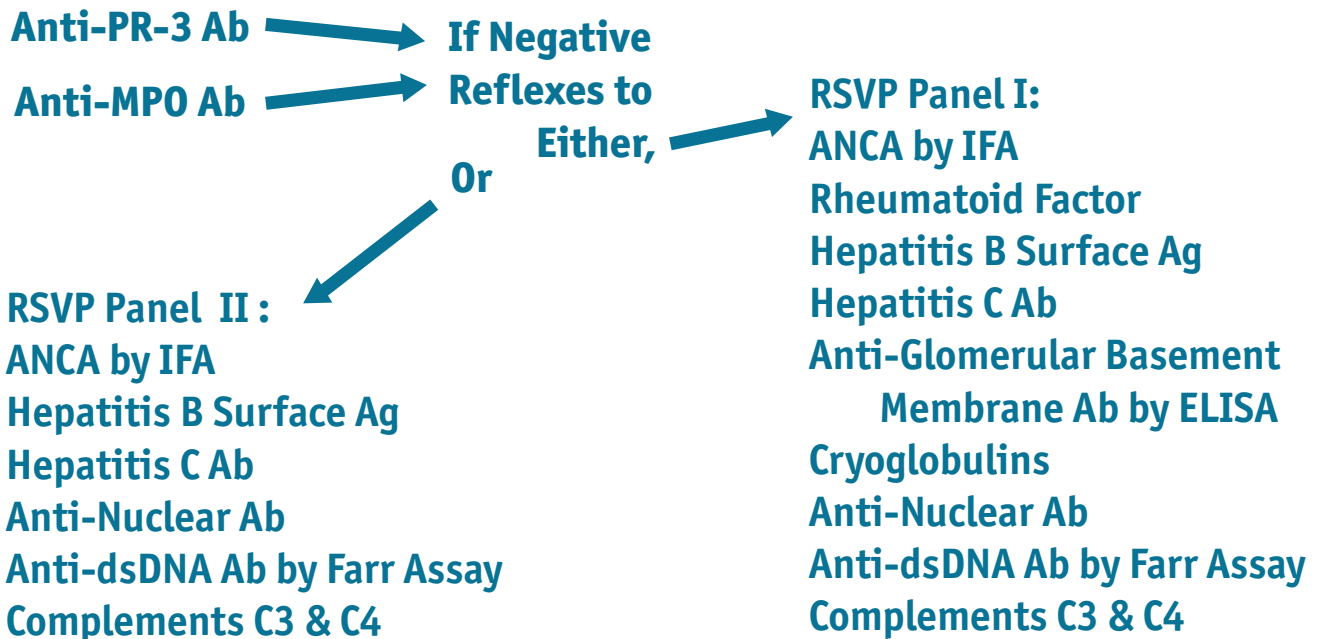 Anti-PR-3 Ab
Anti-MPO Ab
If Negative
Reflexes to
Either,
Or
RSVP Panel I:
ANCA by IFA
Rheumatoid Factor
Hepatitis B Surface Ag
Hepatitis C Ab
Anti-Glomerular Basement
Membrane Ab by ELISA
Cryoglobulins
Anti-Nuclear Ab
Anti-dsDNA Ab by Farr Assay
Complements C3 & C4
RSVP Panel II :
ANCA by IFA
Hepatitis B Surface Ag
Hepatitis C Ab
Anti-Nuclear Ab
Anti-dsDNA Ab by Farr Assay
Complements C3 & C4